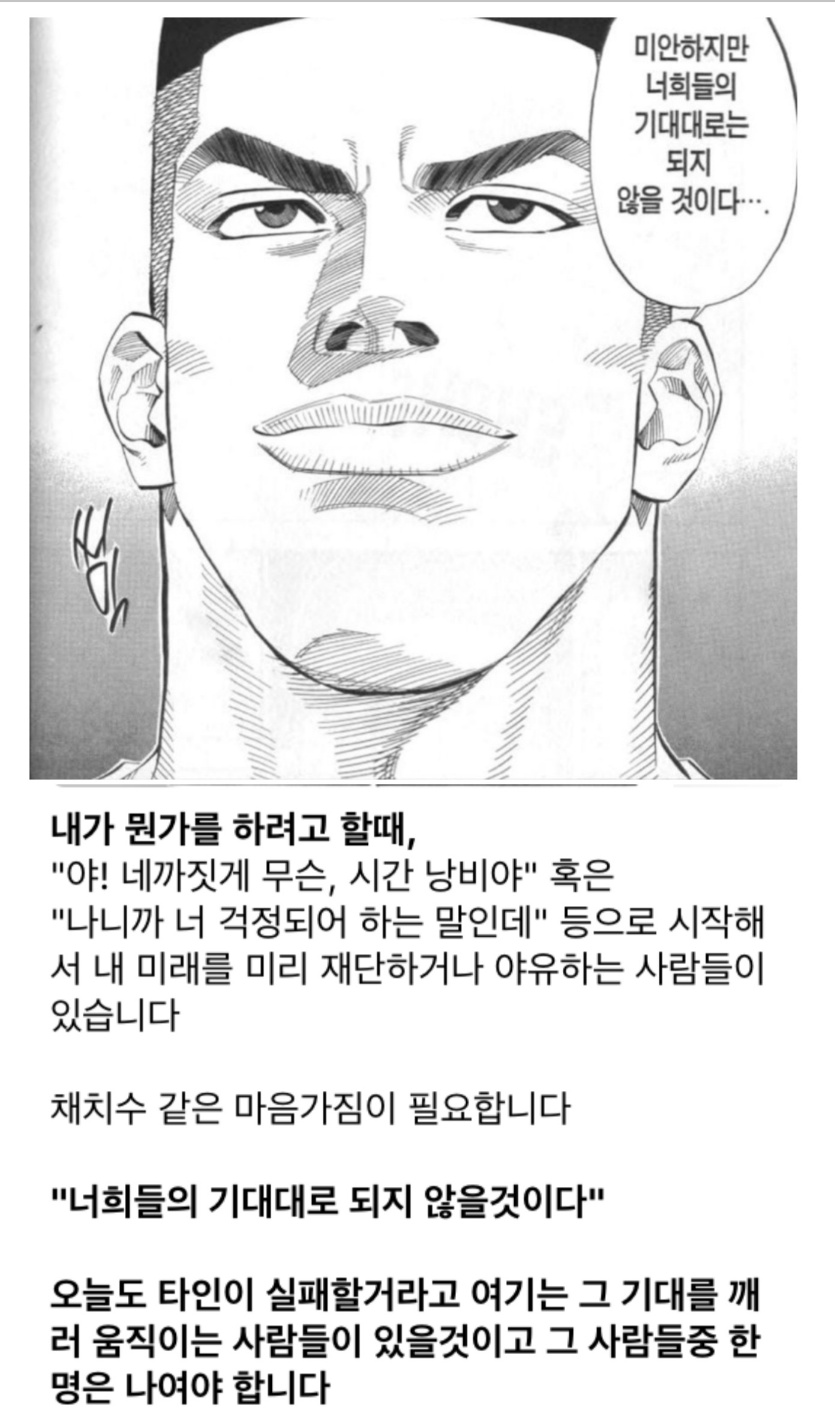 미안하지만
너희들의
기대대로는
되지
않을 것이다….
씨익
내가 뭔가를 하려고 할때,
"야! 네까짓게 무슨, 시간 낭비야" 혹은
"나니까 너 걱정되어 하는 말인데" 등으로 시작해
서 내 미래를 미리 재단하거나 야유하는 사람들이
있습니다
채치수 같은 마음가짐이 필요합니다
"너희들의 기대대로 되지 않을것이다"
오늘도 타인이 실패할거라고 여기는 그 기대를 깨
러 움직이는 사람들이 있을것이고 그 사람들중 한
명은 나여야 합니다